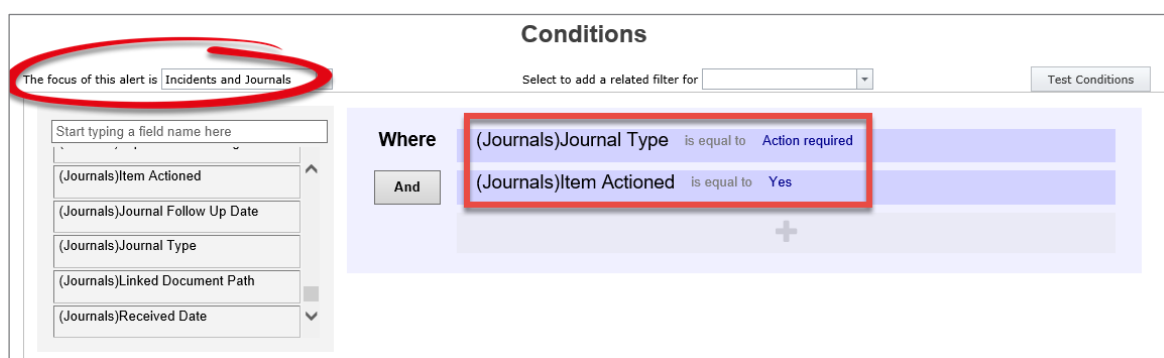 Conditions
The focus of this alert is Incidents and Journals
Select to add a related filter for
Test Conditions
Start typing a field name here
(Journals)Item Actioned
(Journals)Journal Follow Up Date
(Journals)Journal Type
(Journals)Linked Document Path
(Journals)Received Date
Where
(Journals)Journal Type is equal to Action required
And
(Journals)Item Actioned is equal to Yes